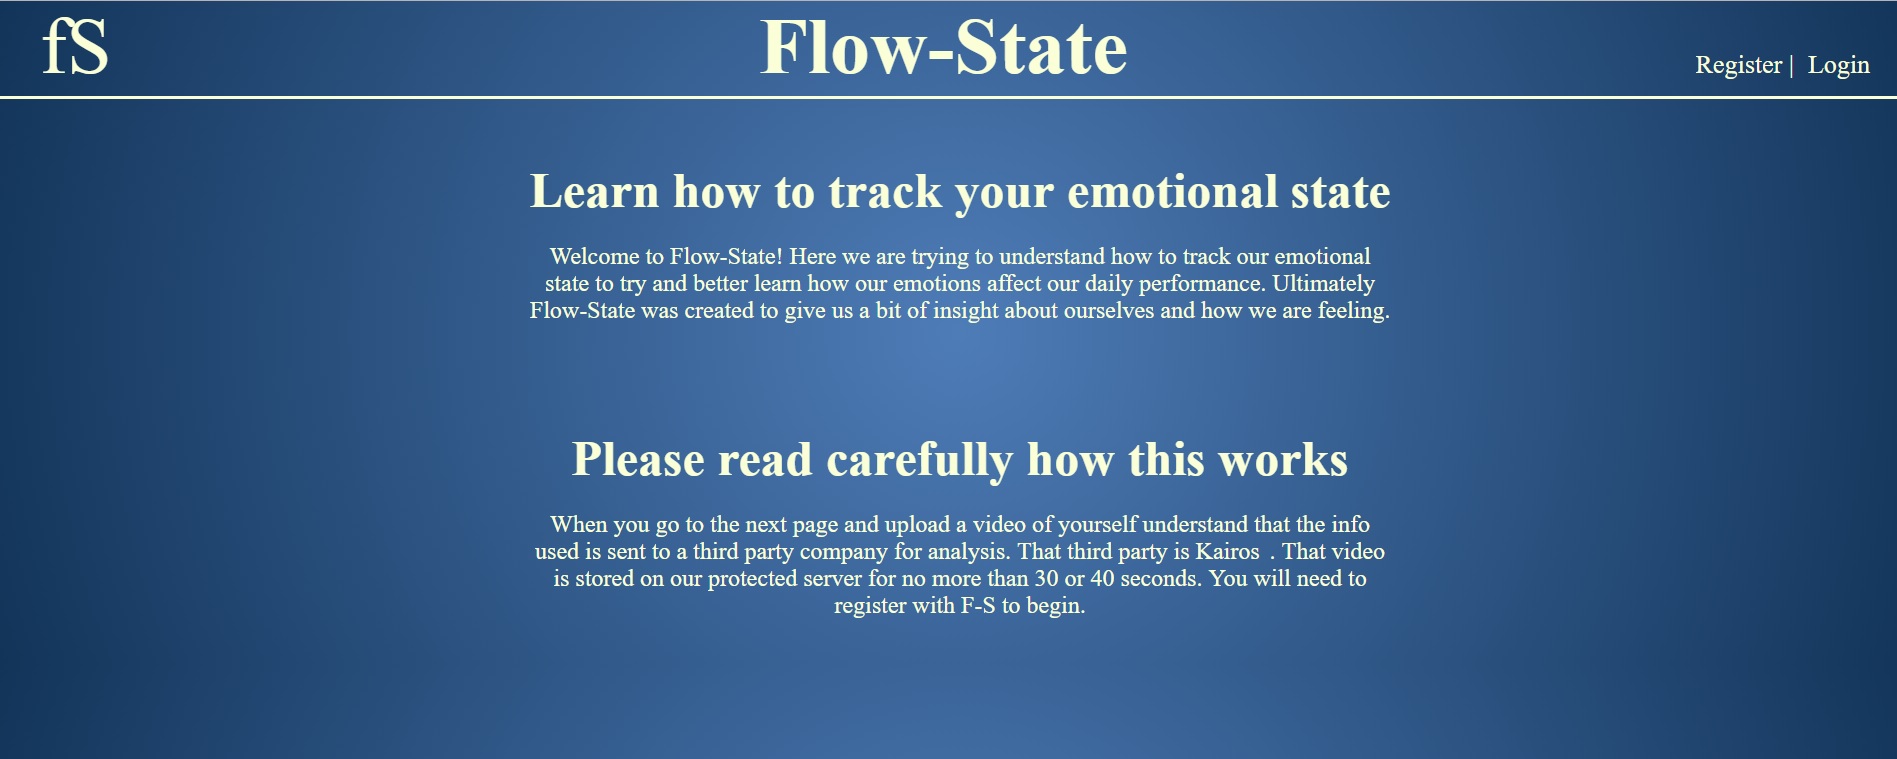 fS
Flow-State
Register | Login
Learn how to track your emotional state
Welcome to Flow-State! Here we are trying to understand how to track our emotional
state to try and better learn how our emotions affect our daily performance. Ultimately
Flow-State was created to give us a bit of insight about ourselves and how we are feeling.
Please read carefully how this works
When you go to the next page and upload a video of yourself understand that the info
used is sent to a third party company for analysis. That third party is Kairos . That video
is stored on our protected server for no more than 30 or 40 seconds. You will need to
register with F-S to begin.